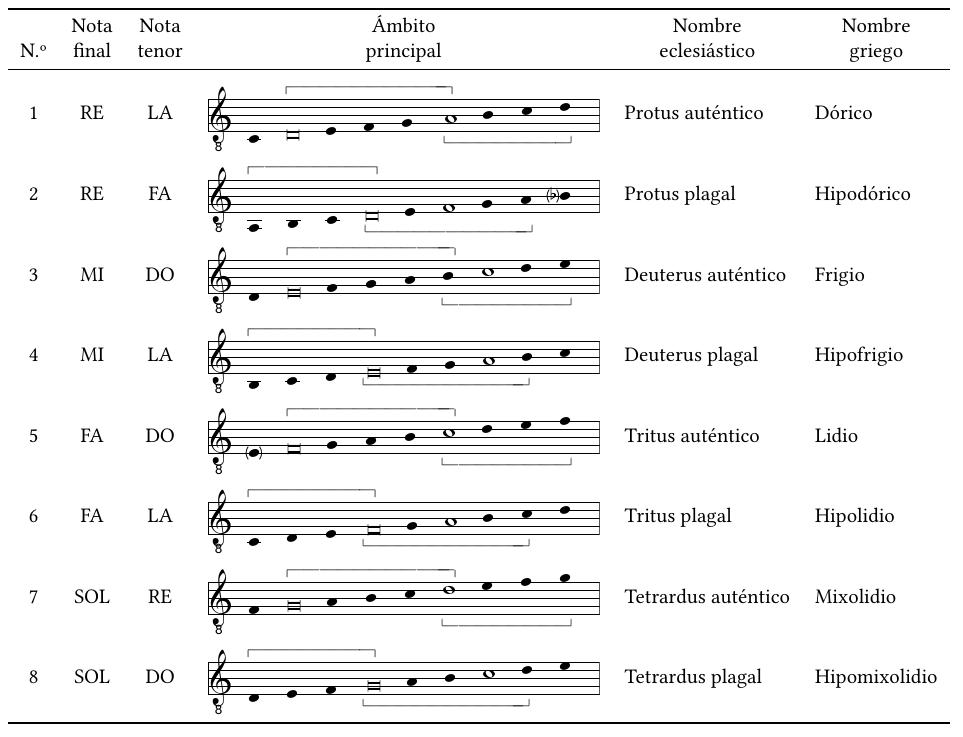 N.º Nota final Nota tenor Ámbito principal Nombre eclesiástico Nombre griego
1 RE LA 8 Protus auténtico Dórico
2 RE FA 8 Protus plagal Hipodórico
3 MI DO 8 Deuterus auténtico Frigio
4 MI LA 8 Deuterus plagal Hipofrigio
5 FA DO 8 Tritus auténtico Lidio
6 FA LA 8 Tritus plagal Hipolidio
7 SOL RE 8 Tetrardus auténtico Mixolidio
8 SOL DO 8 Tetrardus plagal Hipomixolidio